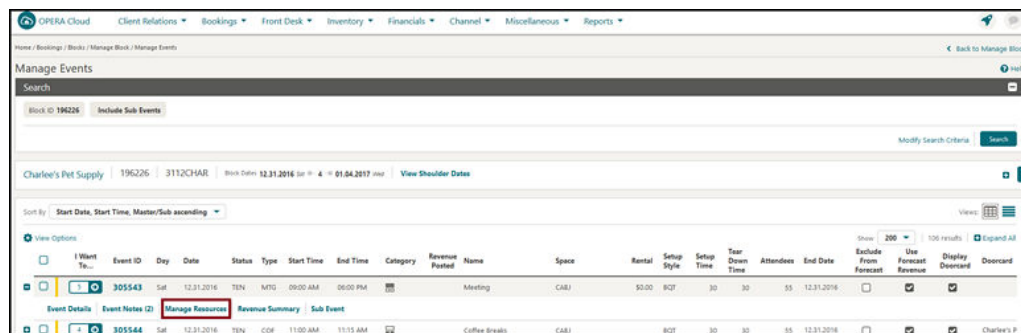 OPERA Cloud Client Relations Bookings Front Desk Inventory Financials Channel Miscellaneous Reports
Home / Bookings / Blocks / Manage Block / Manage Events Back to Manage Bloc
Manage Events Hel
Search
Block ID 196226 Include Sub Events
Modify Search Criteria Search
Charlee's Pet Supply 196226 3112CHAR Block Dates 12.31.2016 Sat 4 01.04.2017 Wed View Shoulder Dates
Sort By Start Date, Start Time, Master/Sub ascending Views:
View Options Show 200 106 results Expand All
I Want To... Event ID Day Date Status Type Start Time End Time Category Revenue Posted Name Space Rental Setup Style Setup Time Tear Down Time Attendees End Date Exclude From Forecast Use Forecast Revenue Display Doorcard Doorcard
305543 Sat 12.31.2016 TEN MTG 09:00 AM 06:00 PM Meeting $0.00 BQT 30 30 55 12.31.2016
Event Details Event Notes (2) Manage Resources Revenue Summary Sub Event
4 305544 Sat 12.31.2016 TEN COF 11:00 AM 11:15 AM Coffee Breaks BQT 30 30 55 12.31.2016 Charlee's P